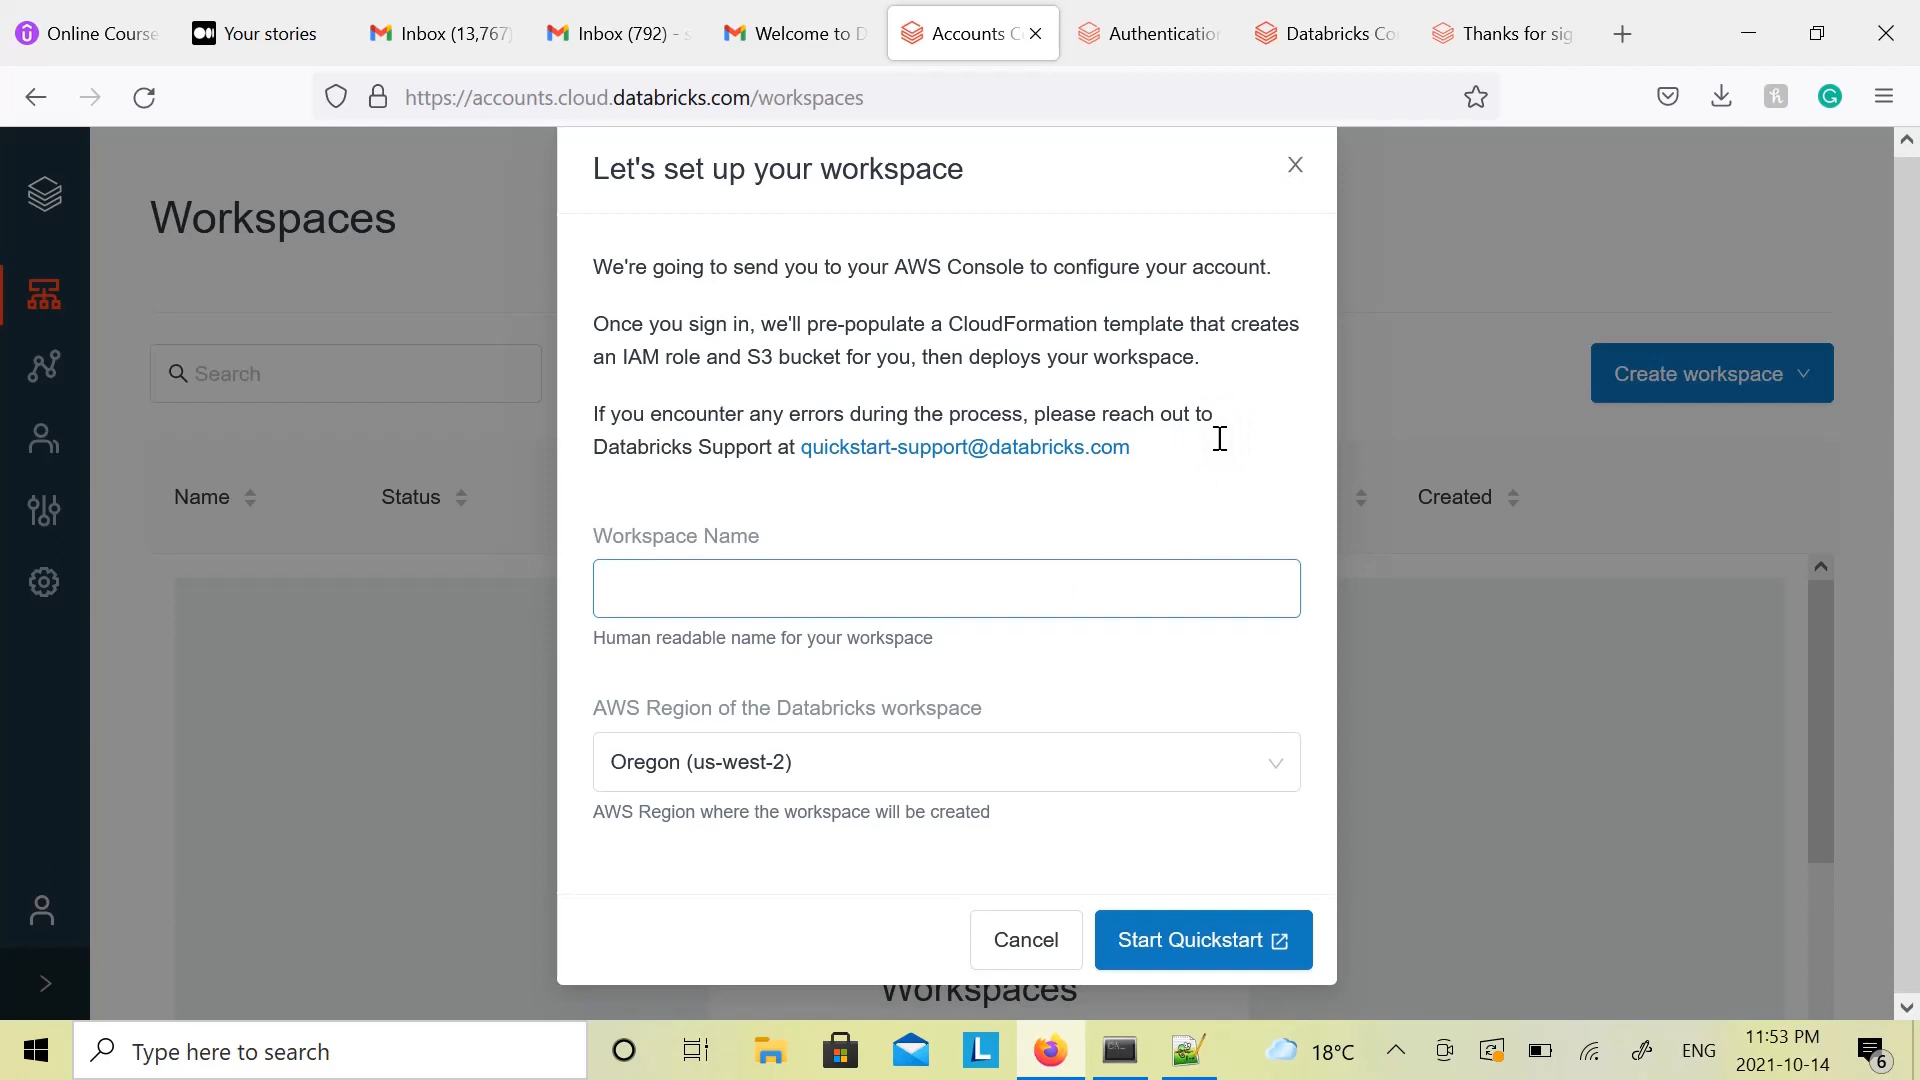 Online Course
Your stories
Inbox (13,767)
Inbox (792) - s
Welcome to D
Accounts C
Authentication
Databricks Co
Thanks for sig
https://accounts.cloud.databricks.com/workspaces
Let's set up your workspace
Workspaces
We're going to send you to your AWS Console to configure your account.
Once you sign in, we'll pre-populate a CloudFormation template that creates
an IAM role and S3 bucket for you, then deploys your workspace.
Search
Create workspace
If you encounter any errors during the process, please reach out to
Databricks Support at quickstart-support@databricks.com
Name
Status
Created
Workspace Name
Human readable name for your workspace
AWS Region of the Databricks workspace
Oregon (us-west-2)
AWS Region where the workspace will be created
Cancel
Start Quickstart
Workspaces
Type here to search
L
18°C
ENG
11:53 PM
2021-10-14
6